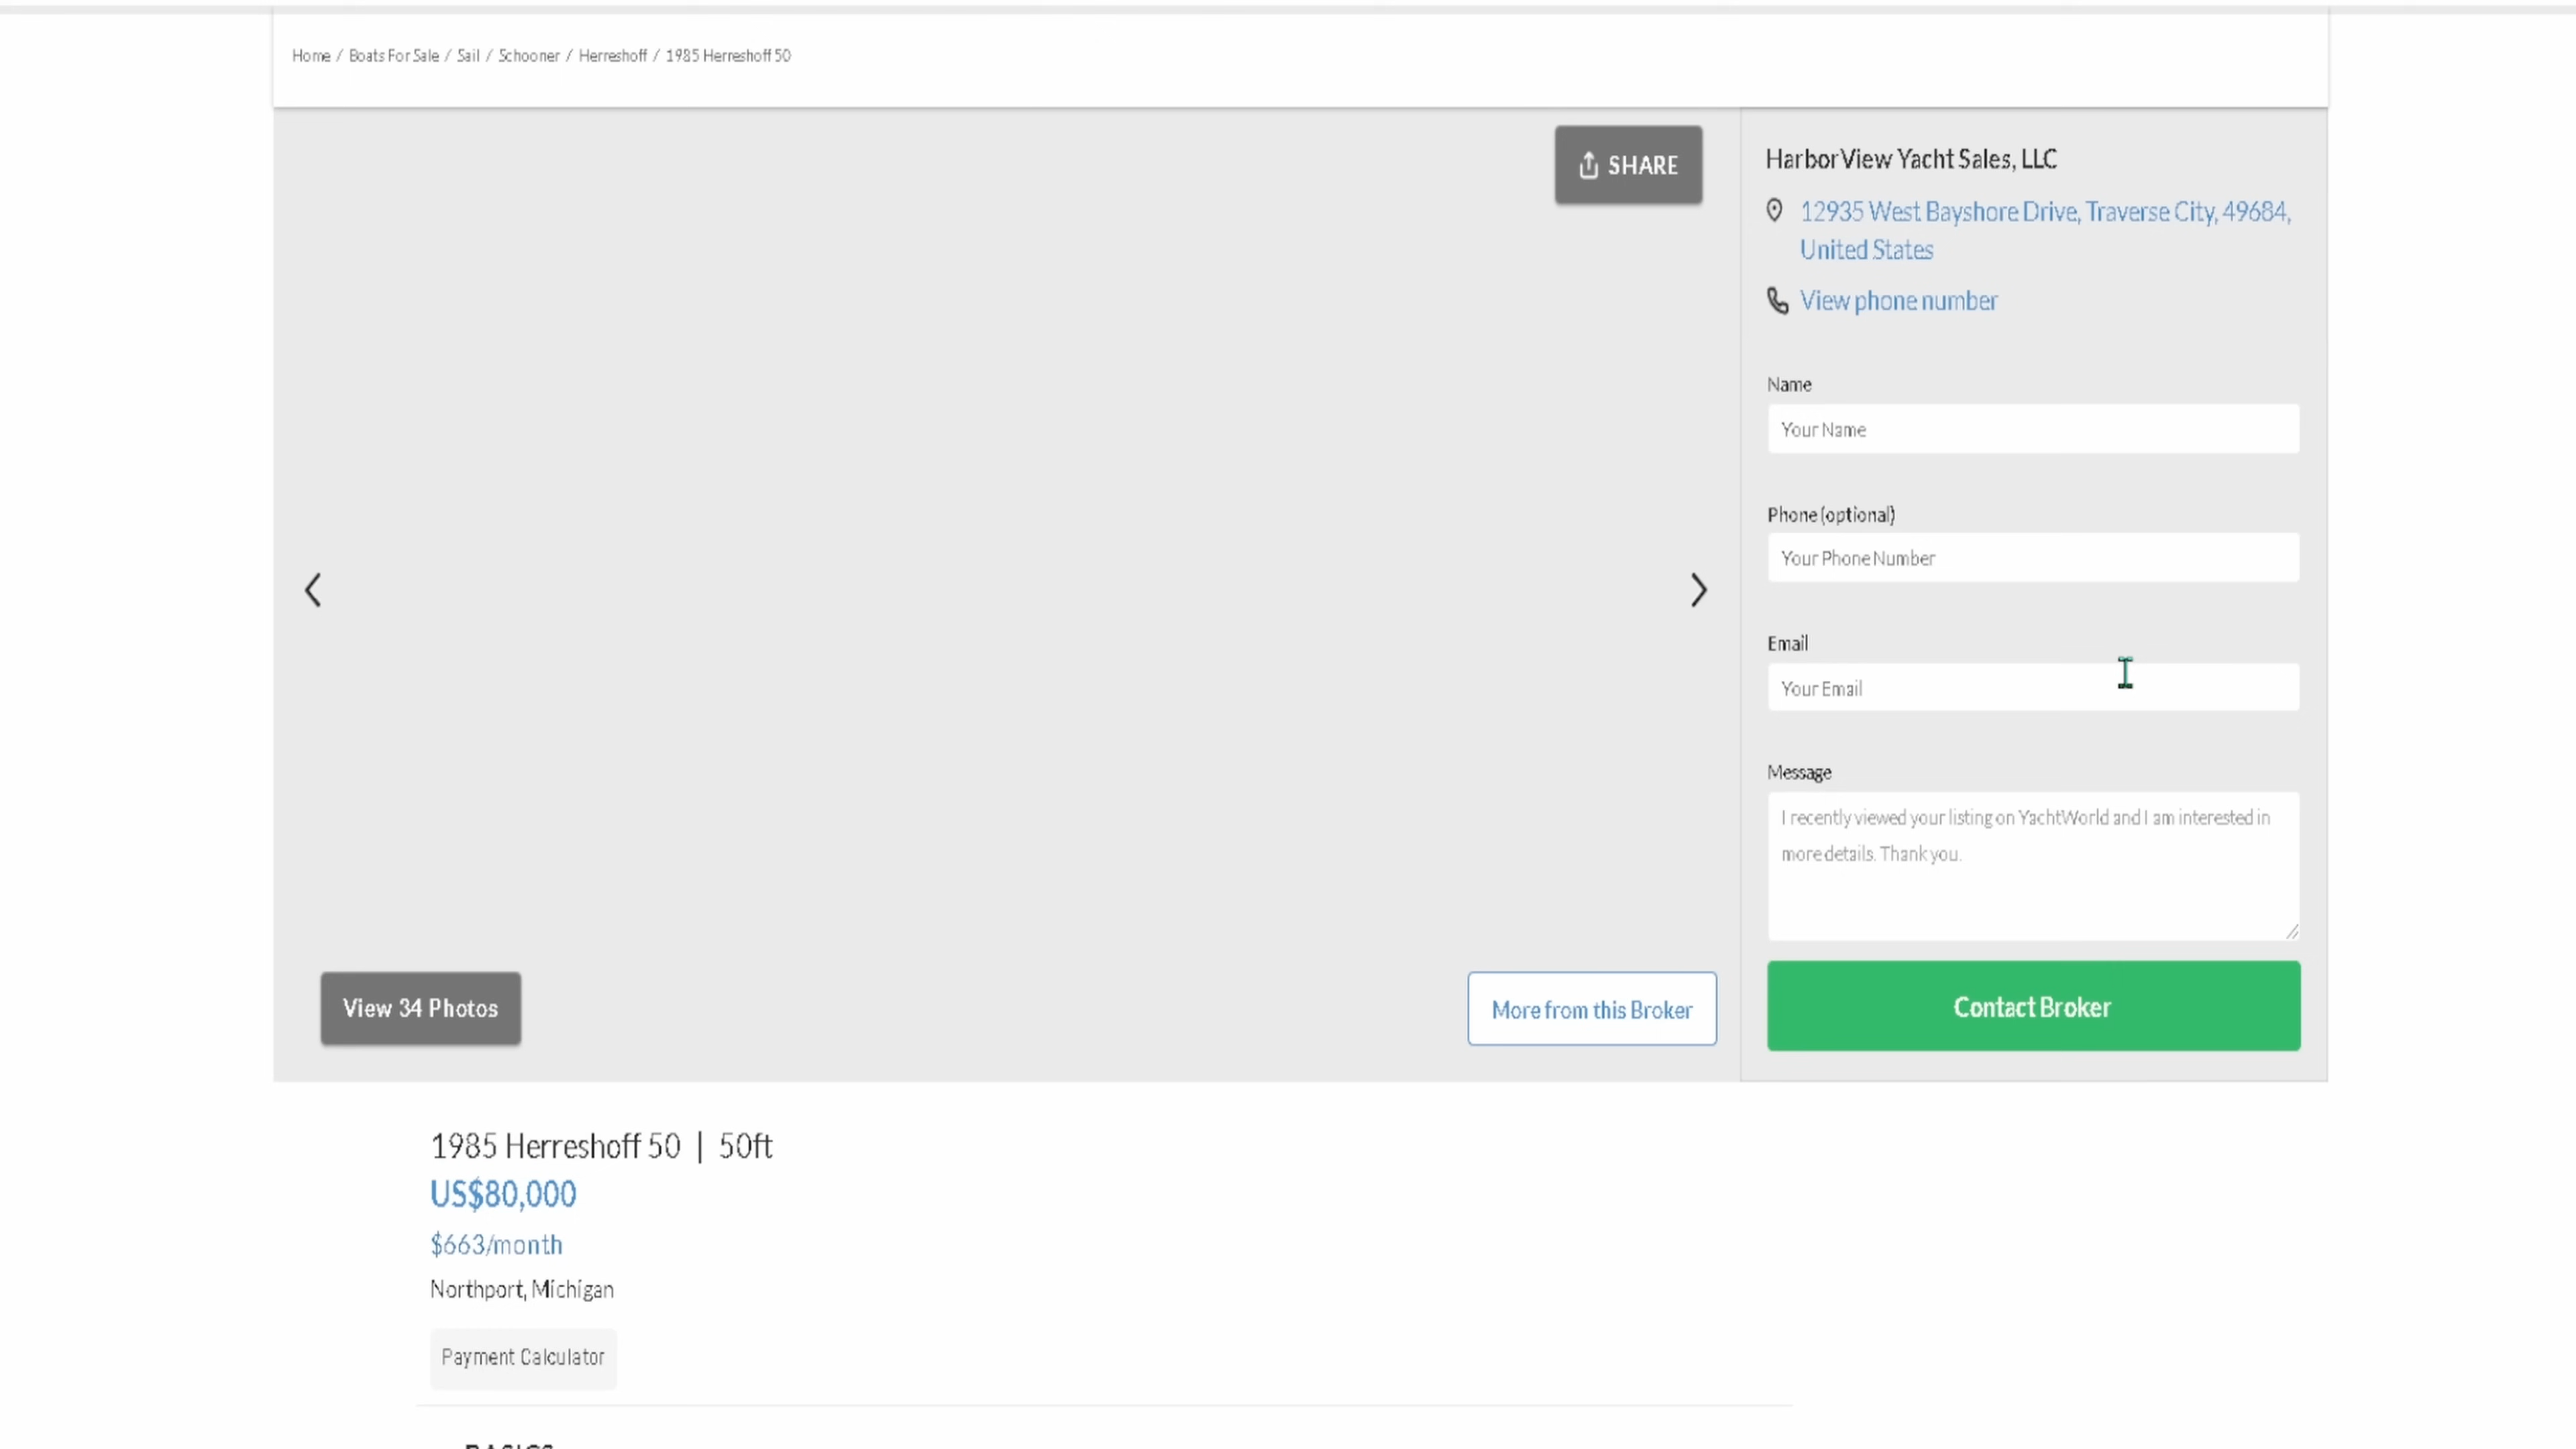 Home / Boats For Sale / Sail / Schooner / Herreshoff / 1985 Herreshoff 50
SHARE
HarborView Yacht Sales, LLC
12935 West Bayshore Drive, Traverse City, 49684,
United States
View phone number
Name
Your Name
Phone (optional)
Your Phone Number
Email
Your Email
Message
I recently viewed your listing on YachtWorld and I am interested in
more details. Thank you.
View 34 Photos
More from this Broker
Contact Broker
1985 Herreshoff 50 | 50ft
US$80,000
$663/month
Northport, Michigan
Payment Calculator